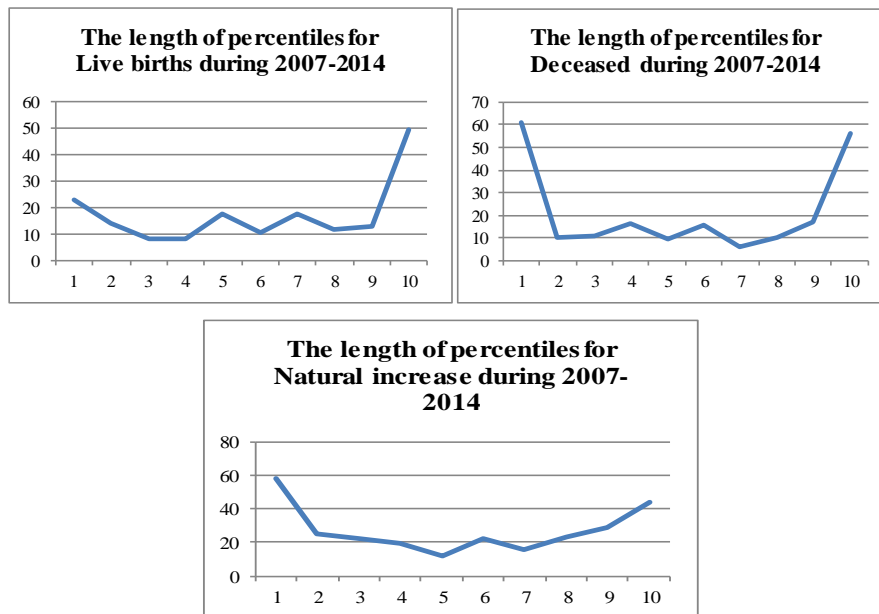 The length of percentiles for
Live births during 2007-2014
60
50
40
30
20
10
0
1 2 3 4 5 6 7 8 9 10
The length of percentiles for
Deceased during 2007-2014
70
60
50
40
30
20
10
0
1 2 3 4 5 6 7 8 9 10
The length of percentiles for
Natural increase during 2007-
2014
80
60
40
20
0
1 2 3 4 5 6 7 8 9 10